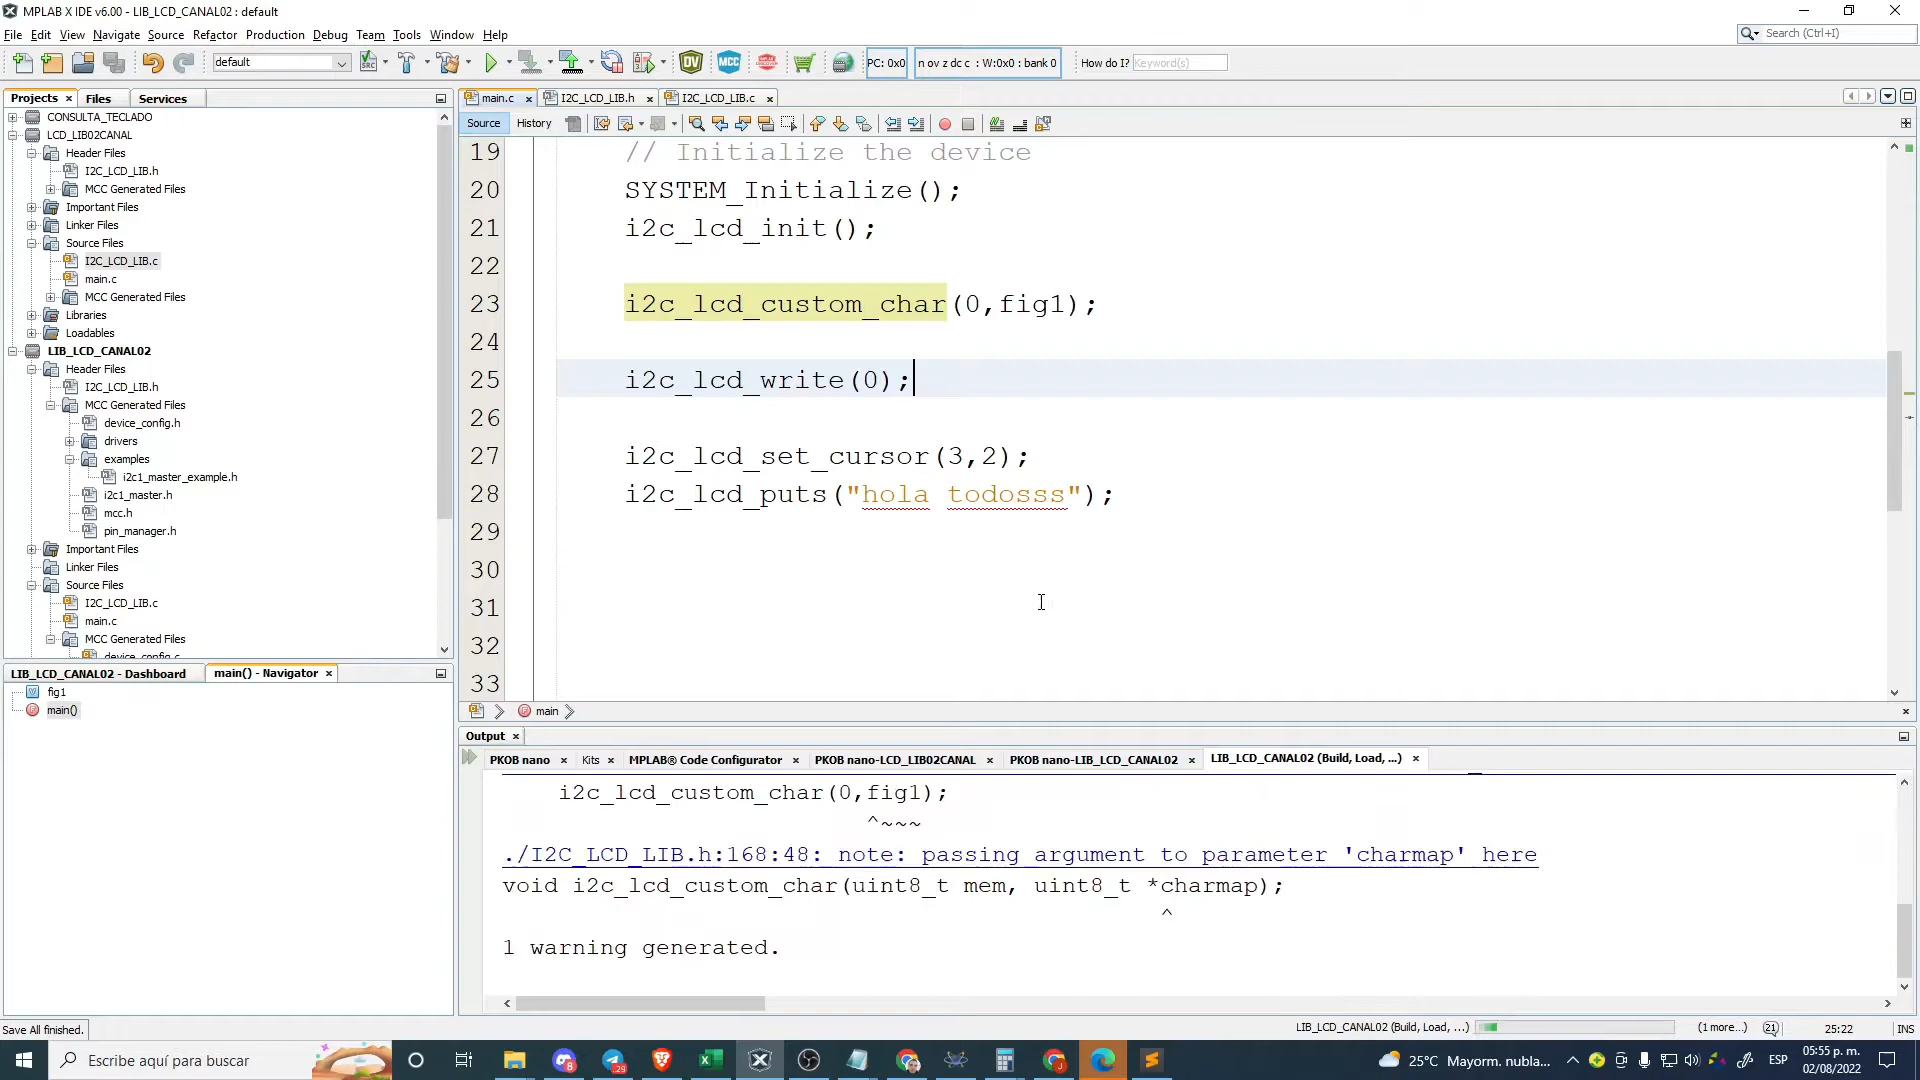 MPLAB X IDE v6.00 - LIB_LCD_CANAL02 : default
File Edit View Navigate Source Refactor Production Debug Team Tools Window Help
Search (Ctrl+I)
default
DV
MCC
PC: 0x0
n ov z dc c : W:0x0 : bank 0
How do I? Keyword(s)
Projects Files Services
CONSULTA_TECLADO
LCD_LIB02CANAL
Header Files
I2C_LCD_LIB.h
MCC Generated Files
Important Files
Linker Files
Source Files
I2C_LCD_LIB.c
main.c
MCC Generated Files
Libraries
Loadables
LIB_LCD_CANAL02
Header Files
I2C_LCD_LIB.h
MCC Generated Files
device_config.h
drivers
examples
i2c1_master_example.h
i2c1_master.h
mcc.h
pin_manager.h
Important Files
Linker Files
Source Files
I2C_LCD_LIB.c
main.c
MCC Generated Files
device_config.c
LIB_LCD_CANAL02 - Dashboard main() - Navigator
fig1
main()
main.c I2C_LCD_LIB.h I2C_LCD_LIB.c
Source History
19 // Initialize the device
20 SYSTEM_Initialize();
21 i2c_lcd_init();
22
23 i2c_lcd_custom_char(0,fig1);
24
25 i2c_lcd_write(0);
26
27 i2c_lcd_set_cursor(3,2);
28 i2c_lcd_puts("hola todosss");
29
30
31
32
33
main
Output
PKOB nano Kits MPLAB® Code Configurator PKOB nano-LCD_LIB02CANAL PKOB nano-LIB_LCD_CANAL02 LIB_LCD_CANAL02 (Build, Load, ...)
i2c_lcd_custom_char(0,fig1);
^~~~
./I2C_LCD_LIB.h:168:48: note: passing argument to parameter 'charmap' here
void i2c_lcd_custom_char(uint8_t mem, uint8_t *charmap);
^
1 warning generated.
Save All finished.
LIB_LCD_CANAL02 (Build, Load, ...) (1 more...) 21 25:22 INS
Escribe aquí para buscar
29
25°C Mayorm. nubla...
ESP
05:55 p. m.
02/08/2022